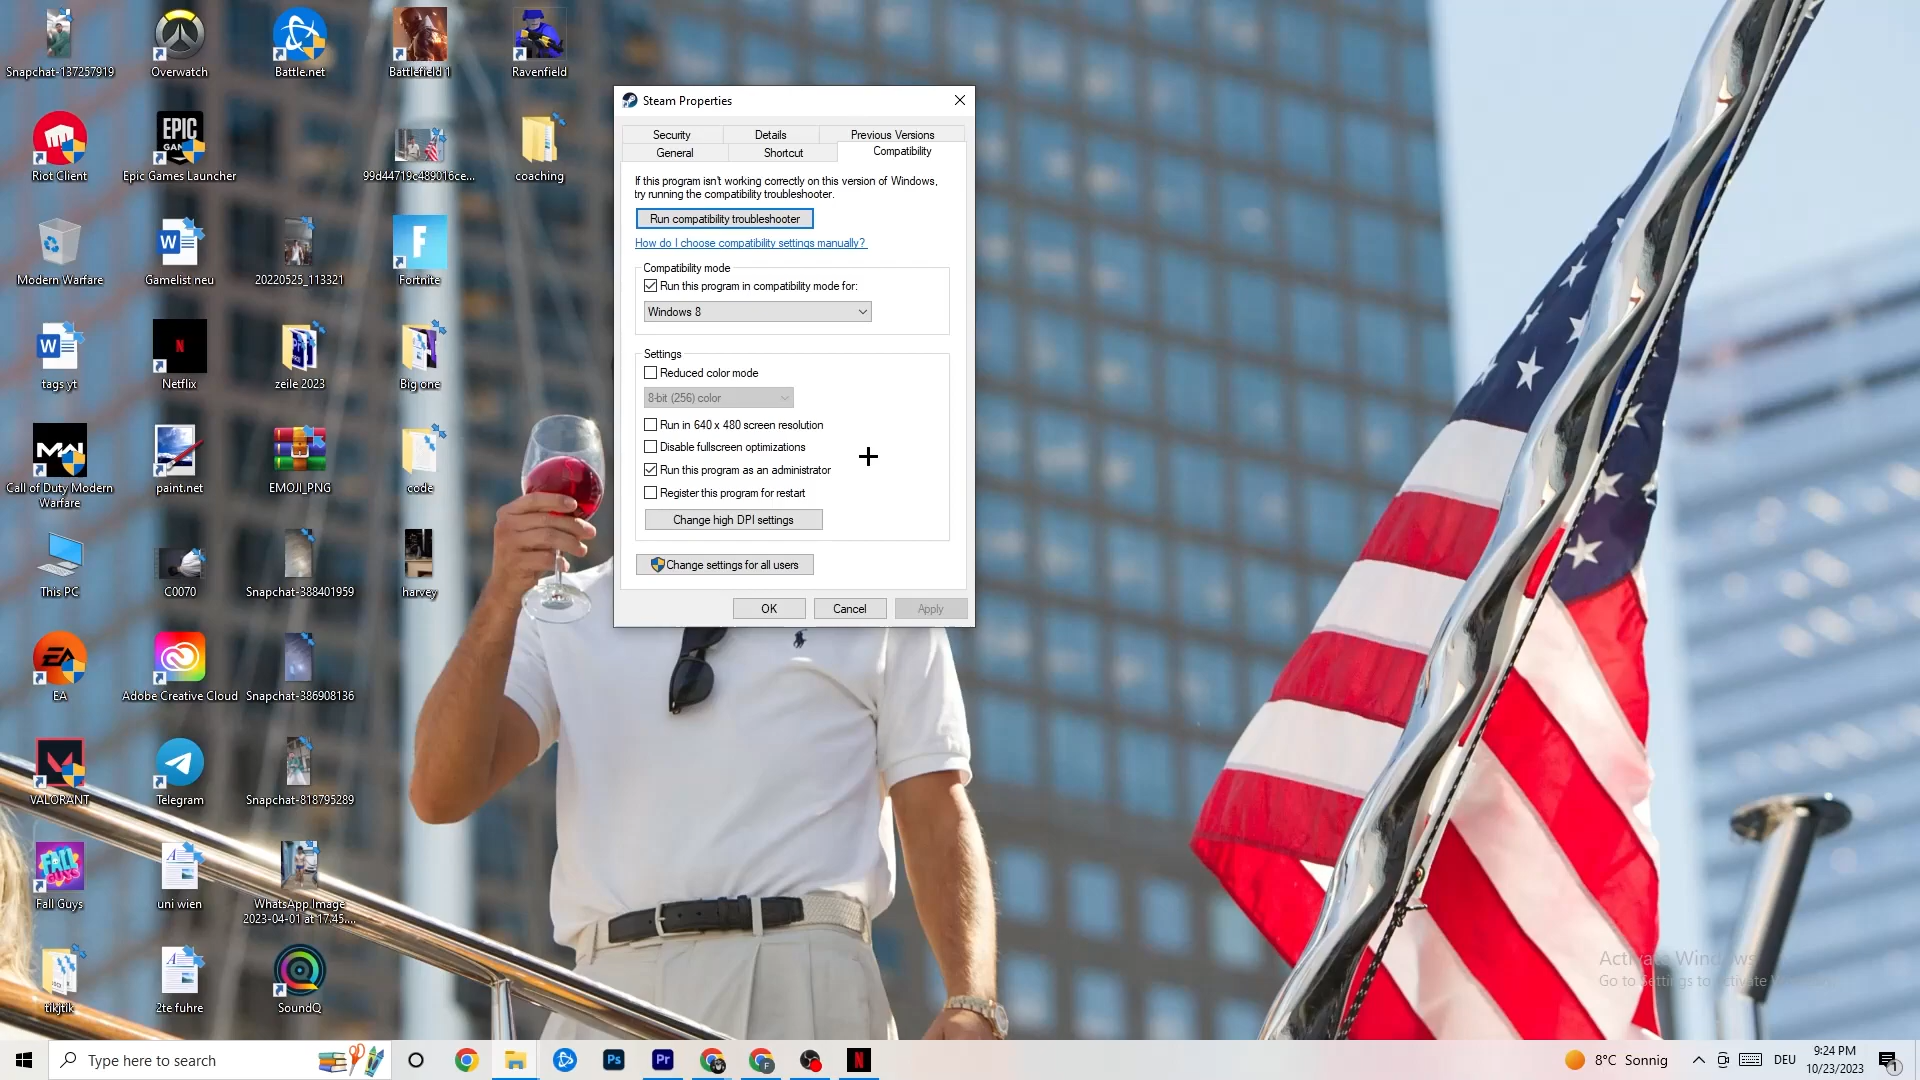 Snapchat-137257919
Overwatch
Battle.net
Battlefield 1
Ravenfield
Riot Client
EPIC
GAMES
Epic Games Launcher
99d44719c489016ce...
coaching
Modern Warfare
Gamelist neu
20220525_113321
F
Fortnite
tags yt
N
Netflix
zeile 2023
Big one
Call of Duty Modern
Warfare
paint.net
EMOJI_PNG
code
This PC
C0070
Snapchat-388401959
harvey
EA
EA
Adobe Creative Cloud
Snapchat-386908136
VALORANT
Telegram
Snapchat-818795289
FALL
GUYS
Fall Guys
uni wien
WhatsApp Image
2023-04-01 at 17.45....
tikjtik
2te fuhre
SoundQ
Steam Properties
Security
Details
Previous Versions
General
Shortcut
Compatibility
If this program isn't working correctly on this version of Windows,
try running the compatibility troubleshooter.
Run compatibility troubleshooter
How do I choose compatibility settings manually?
Compatibility mode
Run this program in compatibility mode for:
Windows 8
Settings
Reduced color mode
8-bit (256) color
Run in 640 x 480 screen resolution
Disable fullscreen optimizations
Run this program as an administrator
Register this program for restart
Change high DPI settings
Change settings for all users
OK
Cancel
Apply
Activate Windows
Go to Settings to activate
Type here to search
Ps
Pr
F
N
8°C Sonnig
DEU
9:24 PM
10/23/2023
1